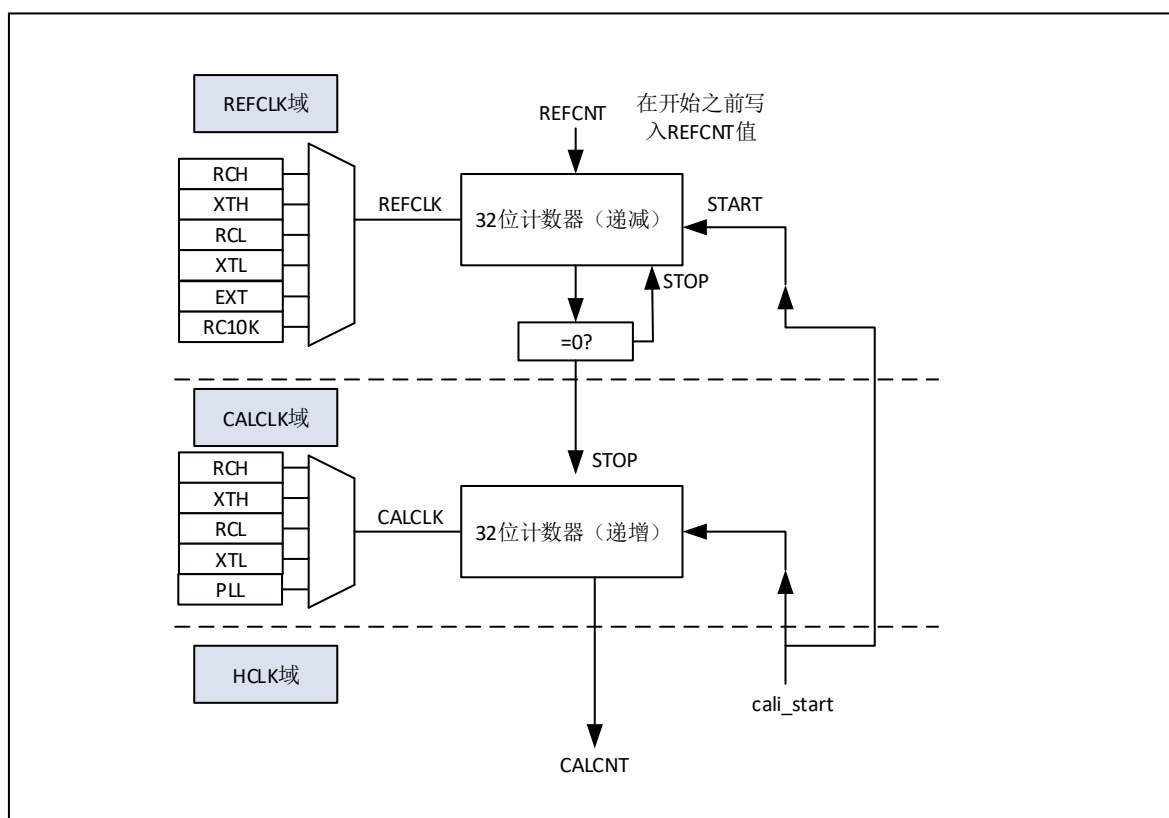 REFCLK域
REFCNT
在开始之前写
入REFCNT值
RCH
XTH
RCL
XTL
EXT
RC10K
REFCLK
32位计数器（递减）
START
STOP
=0?
CALCLK域
STOP
RCH
XTH
RCL
XTL
PLL
CALCLK
32位计数器（递增）
HCLK域
cali_start
CALCNT